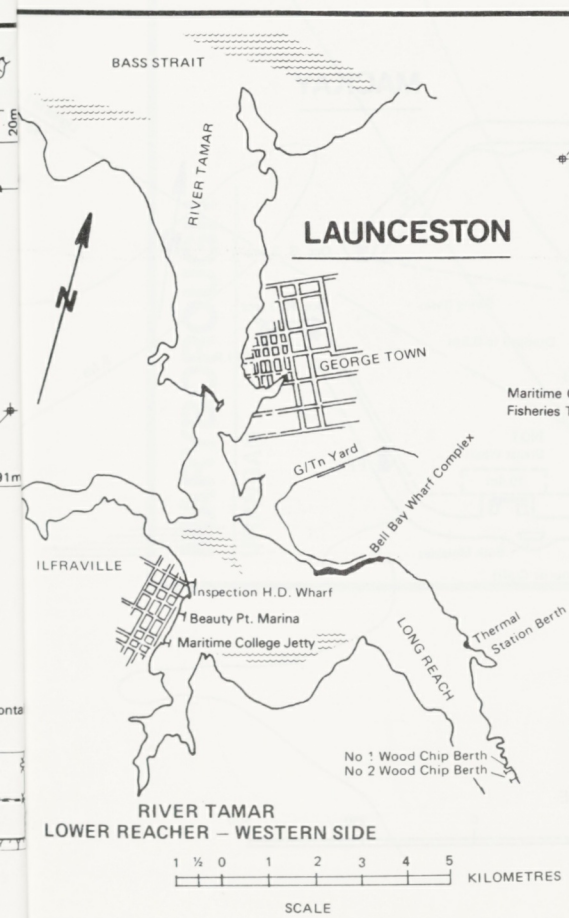 BASS STRAIT
20m
RIVER TAMAR
LAUNCESTON
N
GEORGE TOWN
Maritime
Fisheries T
91m
G/Tn Yard
Bell Bay Wharf Complex
ILFRAVILLE
Inspection H.D. Wharf
Beauty Pt. Marina
Maritime College Jetty
LONG REACH
Thermal
Station Berth
onta
No 1 Wood Chip Berth
No 2 Wood Chip Berth
RIVER TAMAR
LOWER REACHER – WESTERN SIDE
1 ½ 0 1 2 3 4 5 KILOMETRES
SCALE